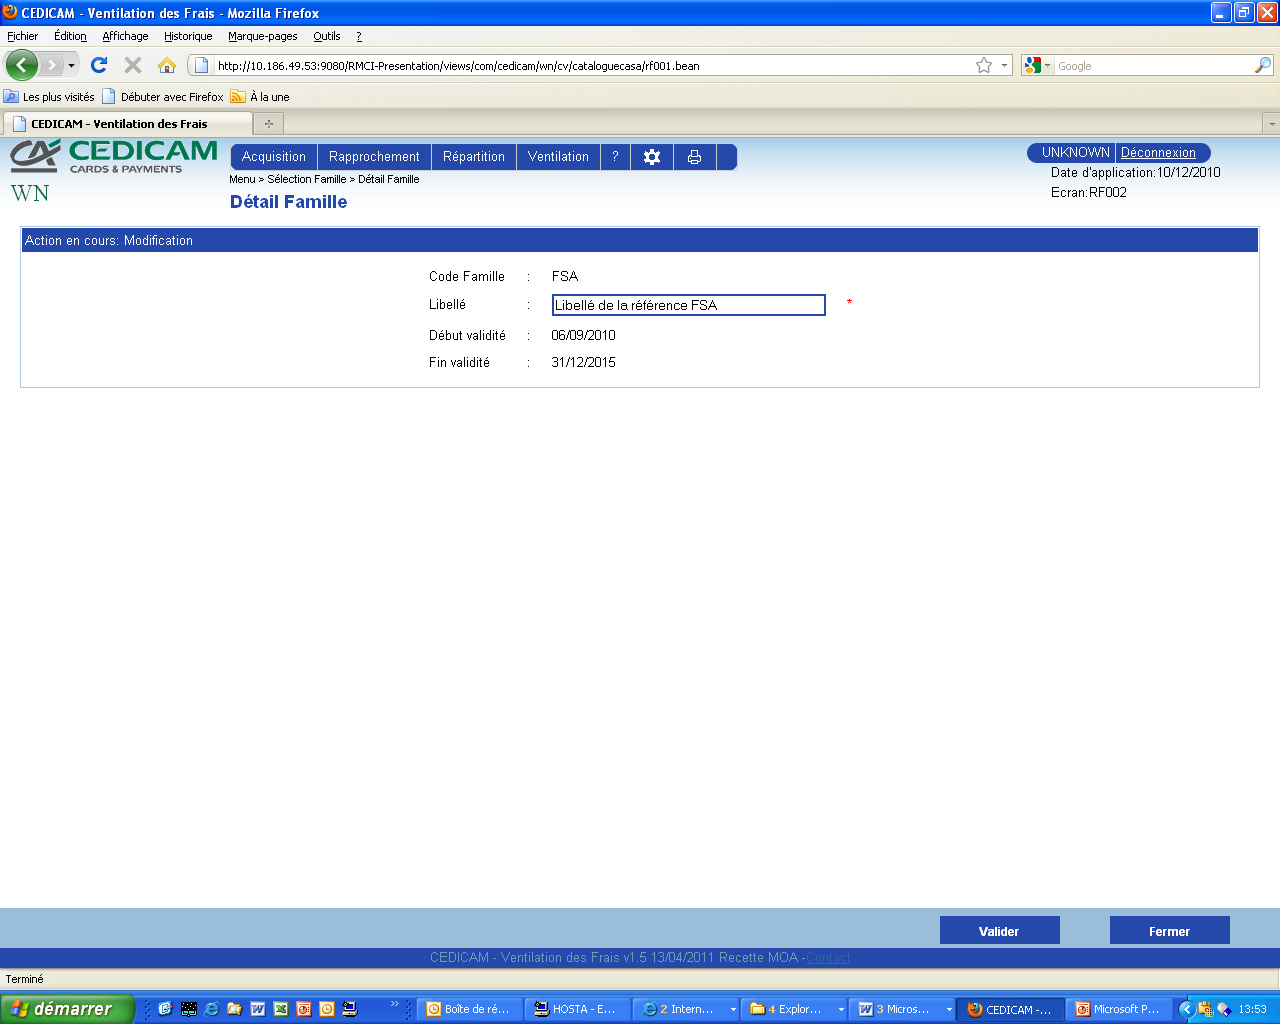 CEDICAM - Ventilation des Frais - Mozilla Firefox
Fichier Édition Affichage Historique Marque-pages Outils ?
http://10.186.49.53:9080/RMCI-Presentation/views/com/cedicam/wn/cv/cataloguecasa/rf001.bean Google
Les plus visités Débuter avec Firefox À la une
CEDICAM - Ventilation des Frais
CEDICAM
CARDS & PAYMENTS
WN
Acquisition Rapprochement Répartition Ventilation ?
UNKNOWN Déconnexion
Menu > Sélection Famille > Détail Famille
Date d'application:10/12/2010
Détail Famille
Ecran:RF002
Action en cours: Modification
Code Famille : FSA
Libellé : Libellé de la référence FSA *
Début validité : 06/09/2010
Fin validité : 31/12/2015
Valider Fermer
CEDICAM - Ventilation des Frais v1.5 13/04/2011 Recette MOA -Contact
Terminé
démarrer Boîte de ré... HOSTA - E... 2 Intern... 4 Explor... 3 Micros... CEDICAM -... Microsoft P... 13:53